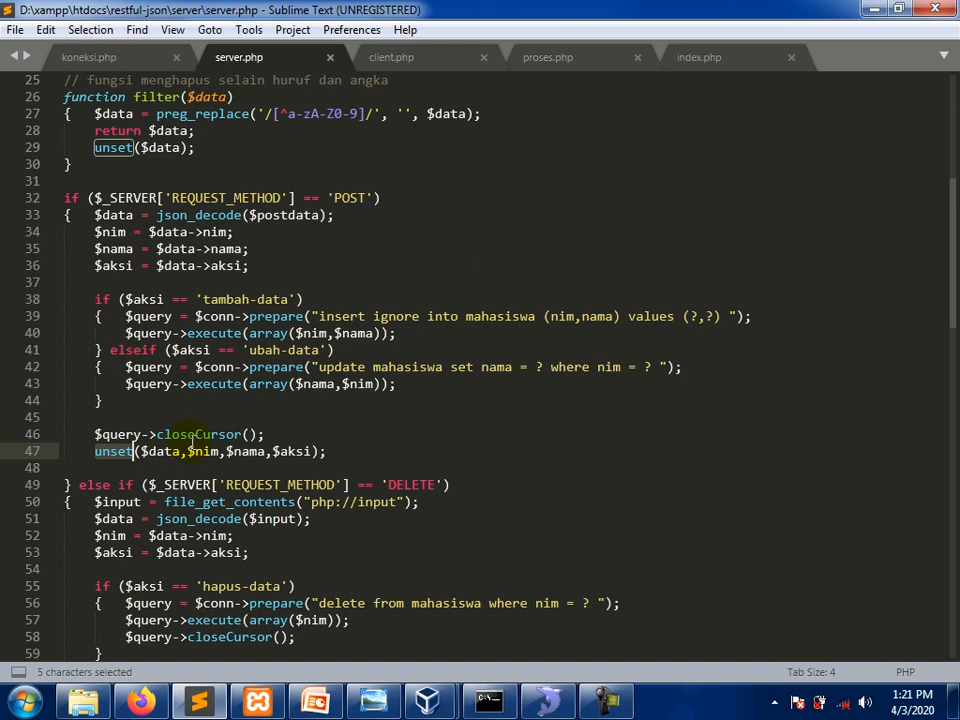 D:\xampp\htdocs\restful-json\server\server.php - Sublime Text (UNREGISTERED)
File Edit Selection Find View Goto Tools Project Preferences Help
koneksi.php server.php client.php proses.php index.php
25 // fungsi menghapus selain huruf dan angka
26 function filter($data)
27 { $data = preg_replace('/[^a-zA-Z0-9]/', '', $data);
28 return $data;
29 unset($data);
30 }
31
32 if ($_SERVER['REQUEST_METHOD'] == 'POST')
33 { $data = json_decode($postdata);
34 $nim = $data->nim;
35 $nama = $data->nama;
36 $aksi = $data->aksi;
37
38 if ($aksi == 'tambah-data')
39 { $query = $conn->prepare("insert ignore into mahasiswa (nim,nama) values (?,?) ");
40 $query->execute(array($nim,$nama));
41 } elseif ($aksi == 'ubah-data')
42 { $query = $conn->prepare("update mahasiswa set nama = ? where nim = ? ");
43 $query->execute(array($nama,$nim));
44 }
45
46 $query->closeCursor();
47 unset($data,$nim,$nama,$aksi);
48
49 } else if ($_SERVER['REQUEST_METHOD'] == 'DELETE')
50 { $input = file_get_contents("php://input");
51 $data = json_decode($input);
52 $nim = $data->nim;
53 $aksi = $data->aksi;
54
55 if ($aksi == 'hapus-data')
56 { $query = $conn->prepare("delete from mahasiswa where nim = ? ");
57 $query->execute(array($nim));
58 $query->closeCursor();
59 }
5 characters selected Tab Size: 4 PHP
1:21 PM
4/3/2020